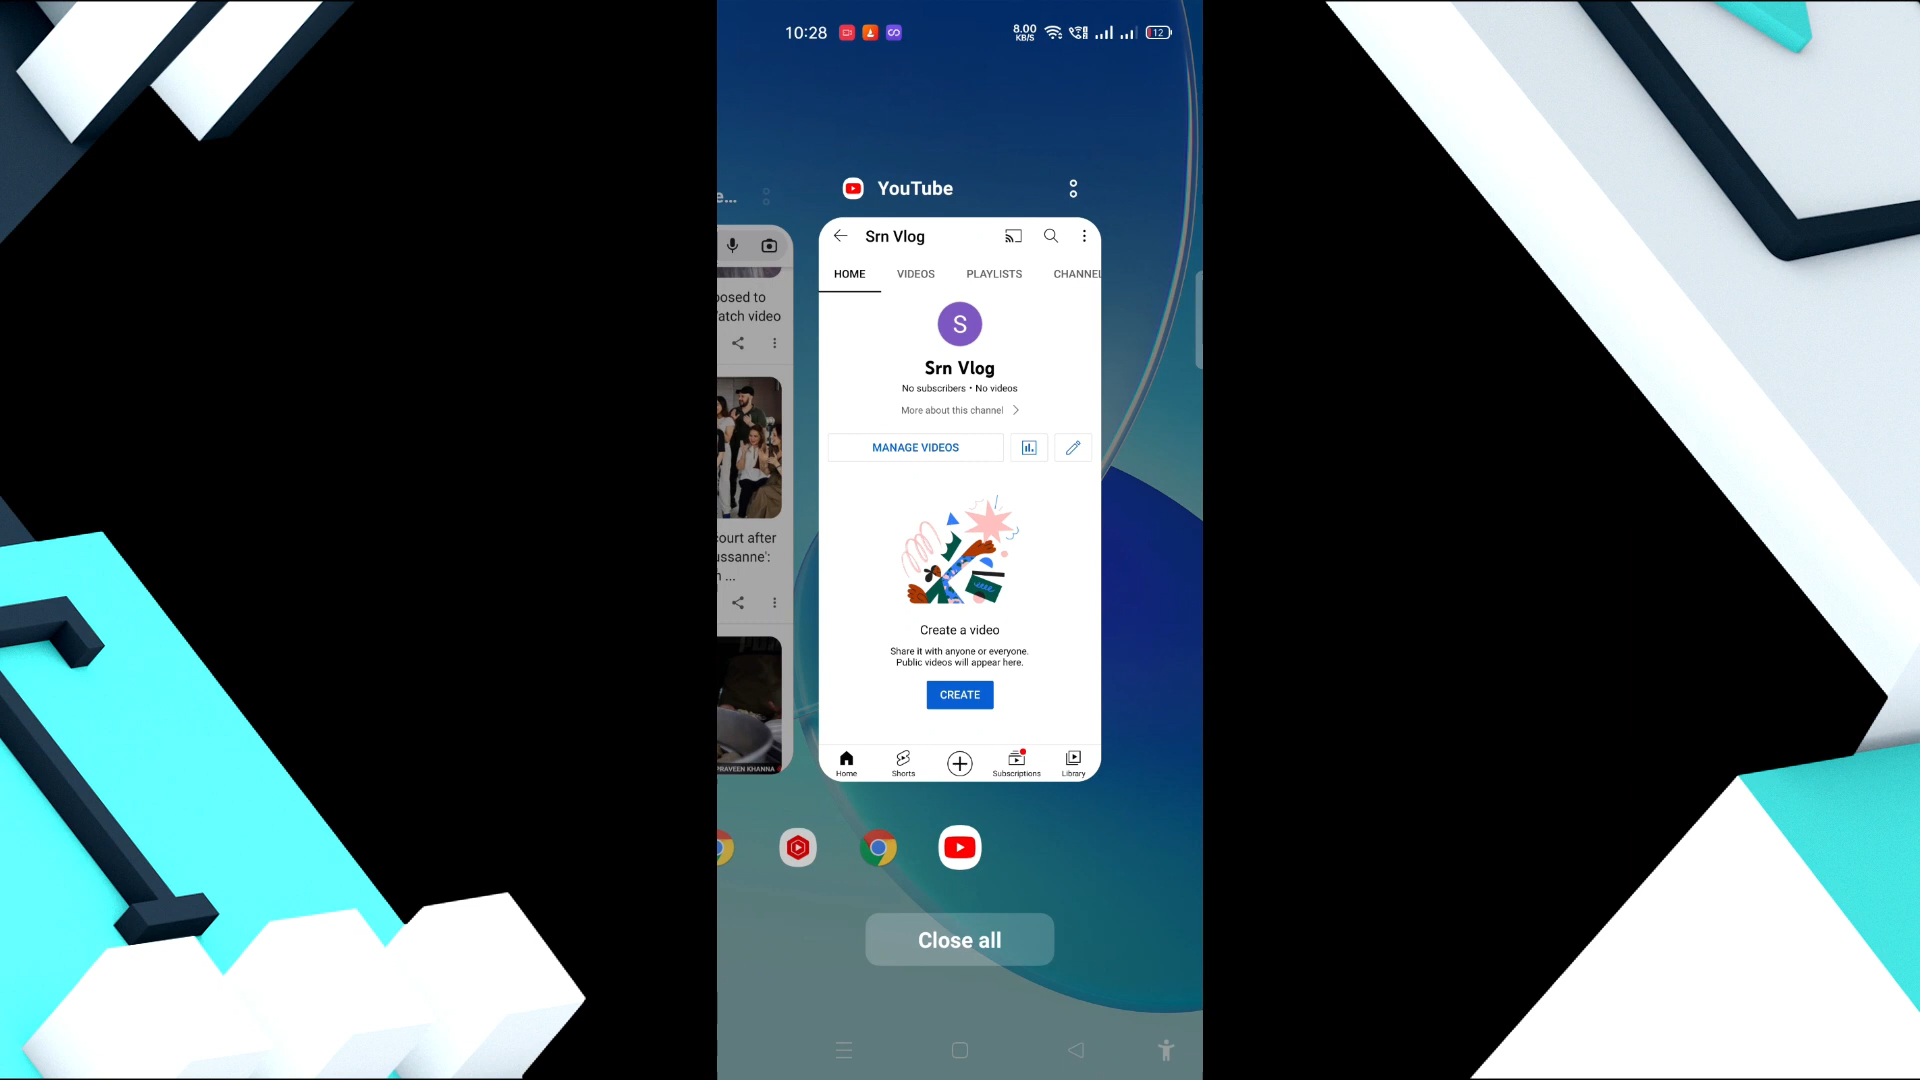 10:28
8.00
KB/S
12
YouTube
e...
Srn Vlog
HOME VIDEOS PLAYLISTS CHANNEL
posed to
atch video
S
Srn Vlog
No subscribers • No videos
More about this channel
MANAGE VIDEOS
court after
ussanne':
...
Create a video
Share it with anyone or everyone.
Public videos will appear here.
CREATE
PRAVEEN KHANNA
Home Shorts Subscriptions Library
Close all